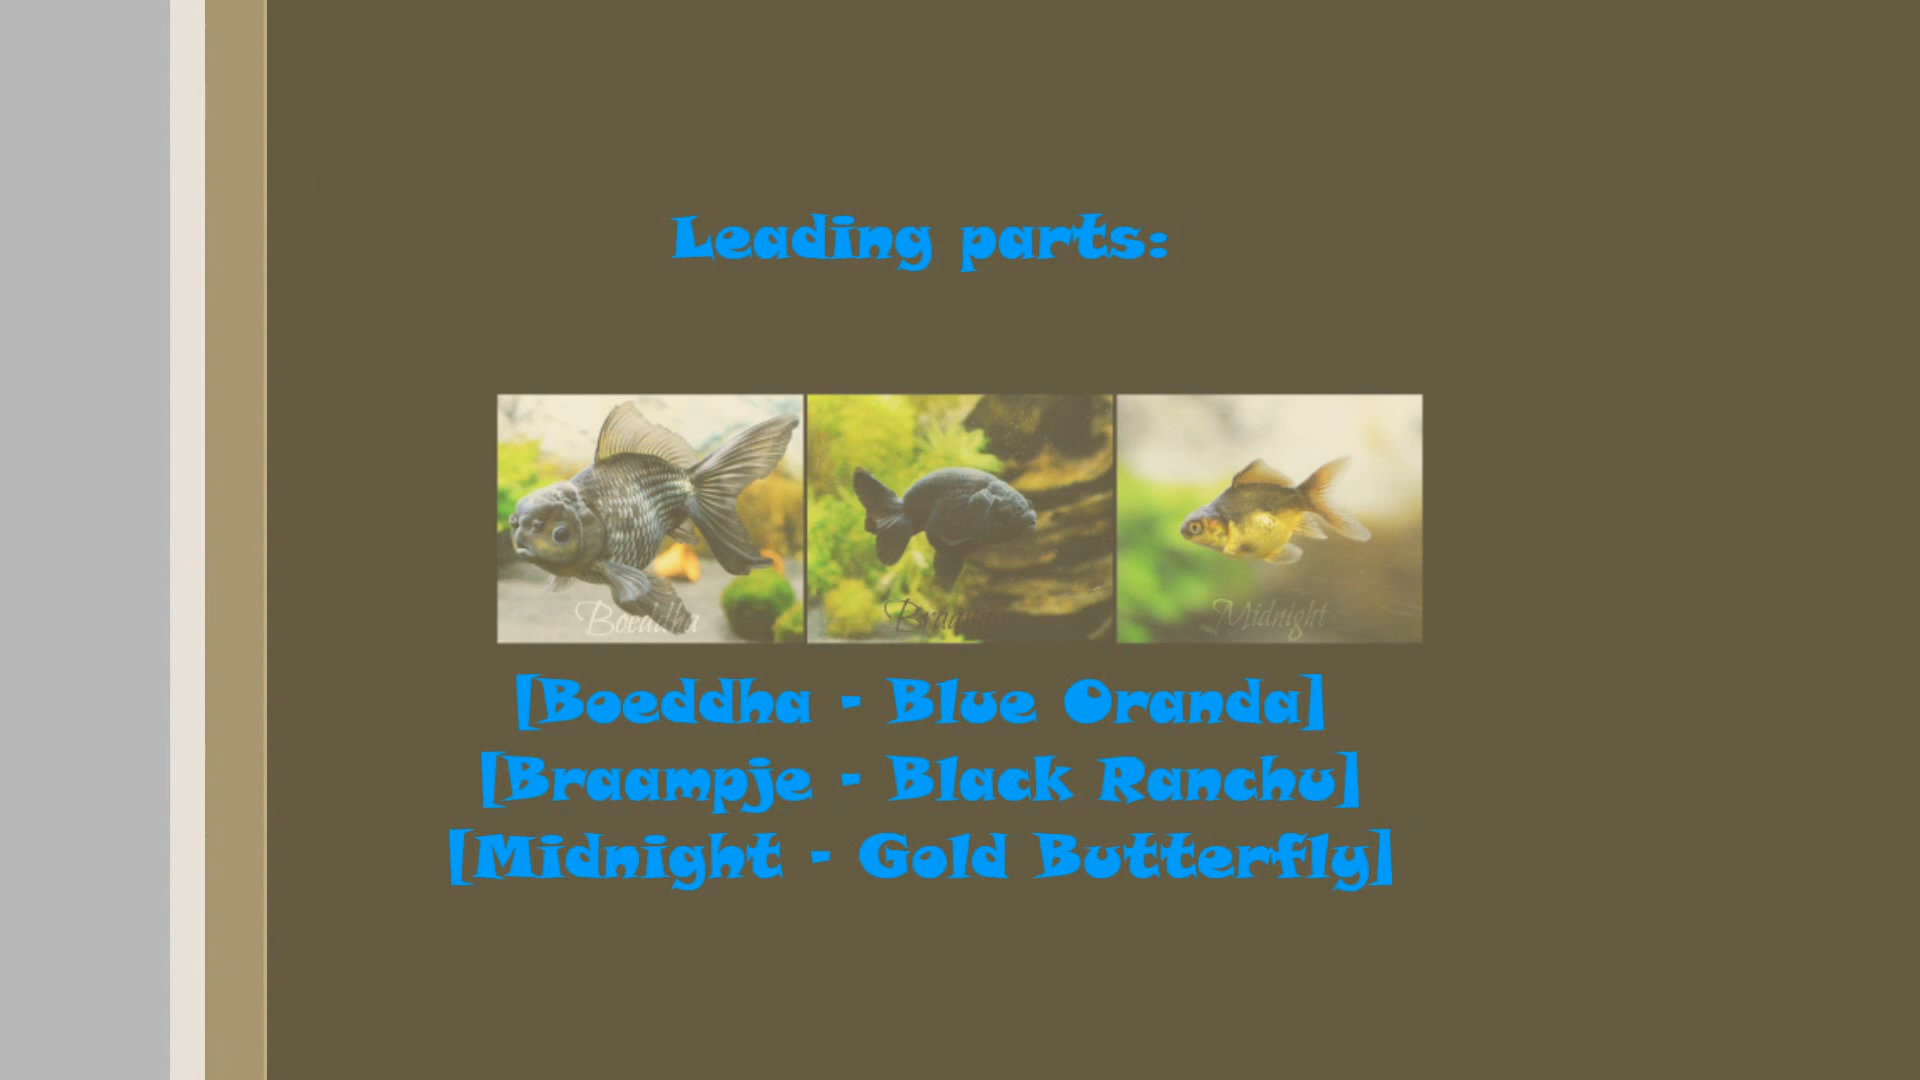 Leading parts:
Boeddha
Midnight
[Boeddha - Blue Oranda]
[Braampje - Black Ranchu]
[Midnight - Gold Butterfly]